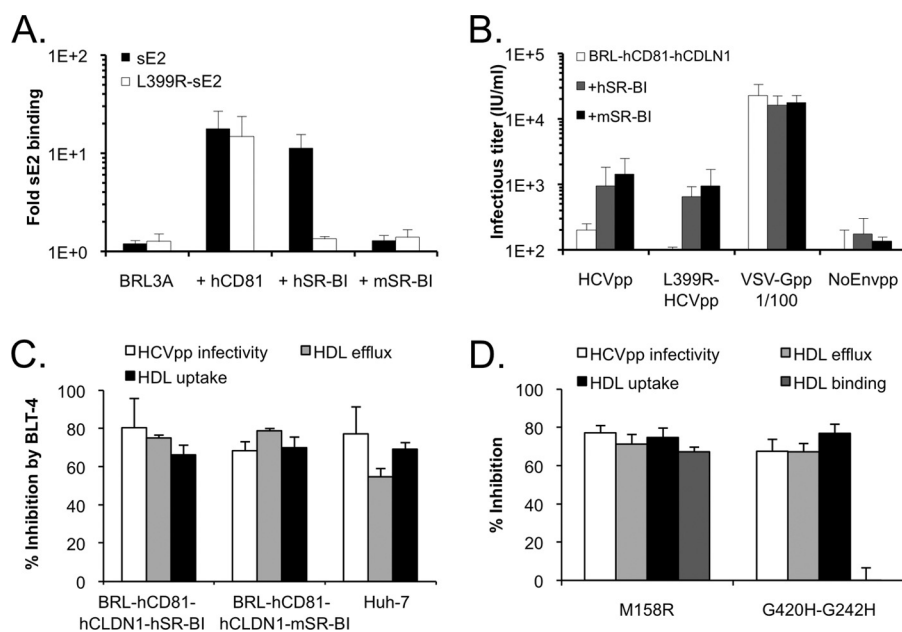 A.
sE2
L399R-sE2
Fold sE2 binding
1E+2
1E+1
1E+0
BRL3A
+ hCD81
+ hSR-BI
+ mSR-BI
B.
BRL-hCD81-hCDLN1
+hSR-BI
+mSR-BI
Infectious titer (IU/ml)
1E+5
1E+4
1E+3
1E+2
HCVpp
L399R-
HCVpp
VSV-Gpp
1/100
NoEnvpp
C.
HCVpp infectivity
HDL efflux
HDL uptake
% Inhibition by BLT-4
100
80
60
40
20
0
BRL-hCD81-
hCLDN1-hSR-BI
BRL-hCD81-
hCLDN1-mSR-BI
Huh-7
D.
HCVpp infectivity
HDL efflux
HDL uptake
HDL binding
% Inhibition
100
80
60
40
20
0
M158R
G420H-G242H